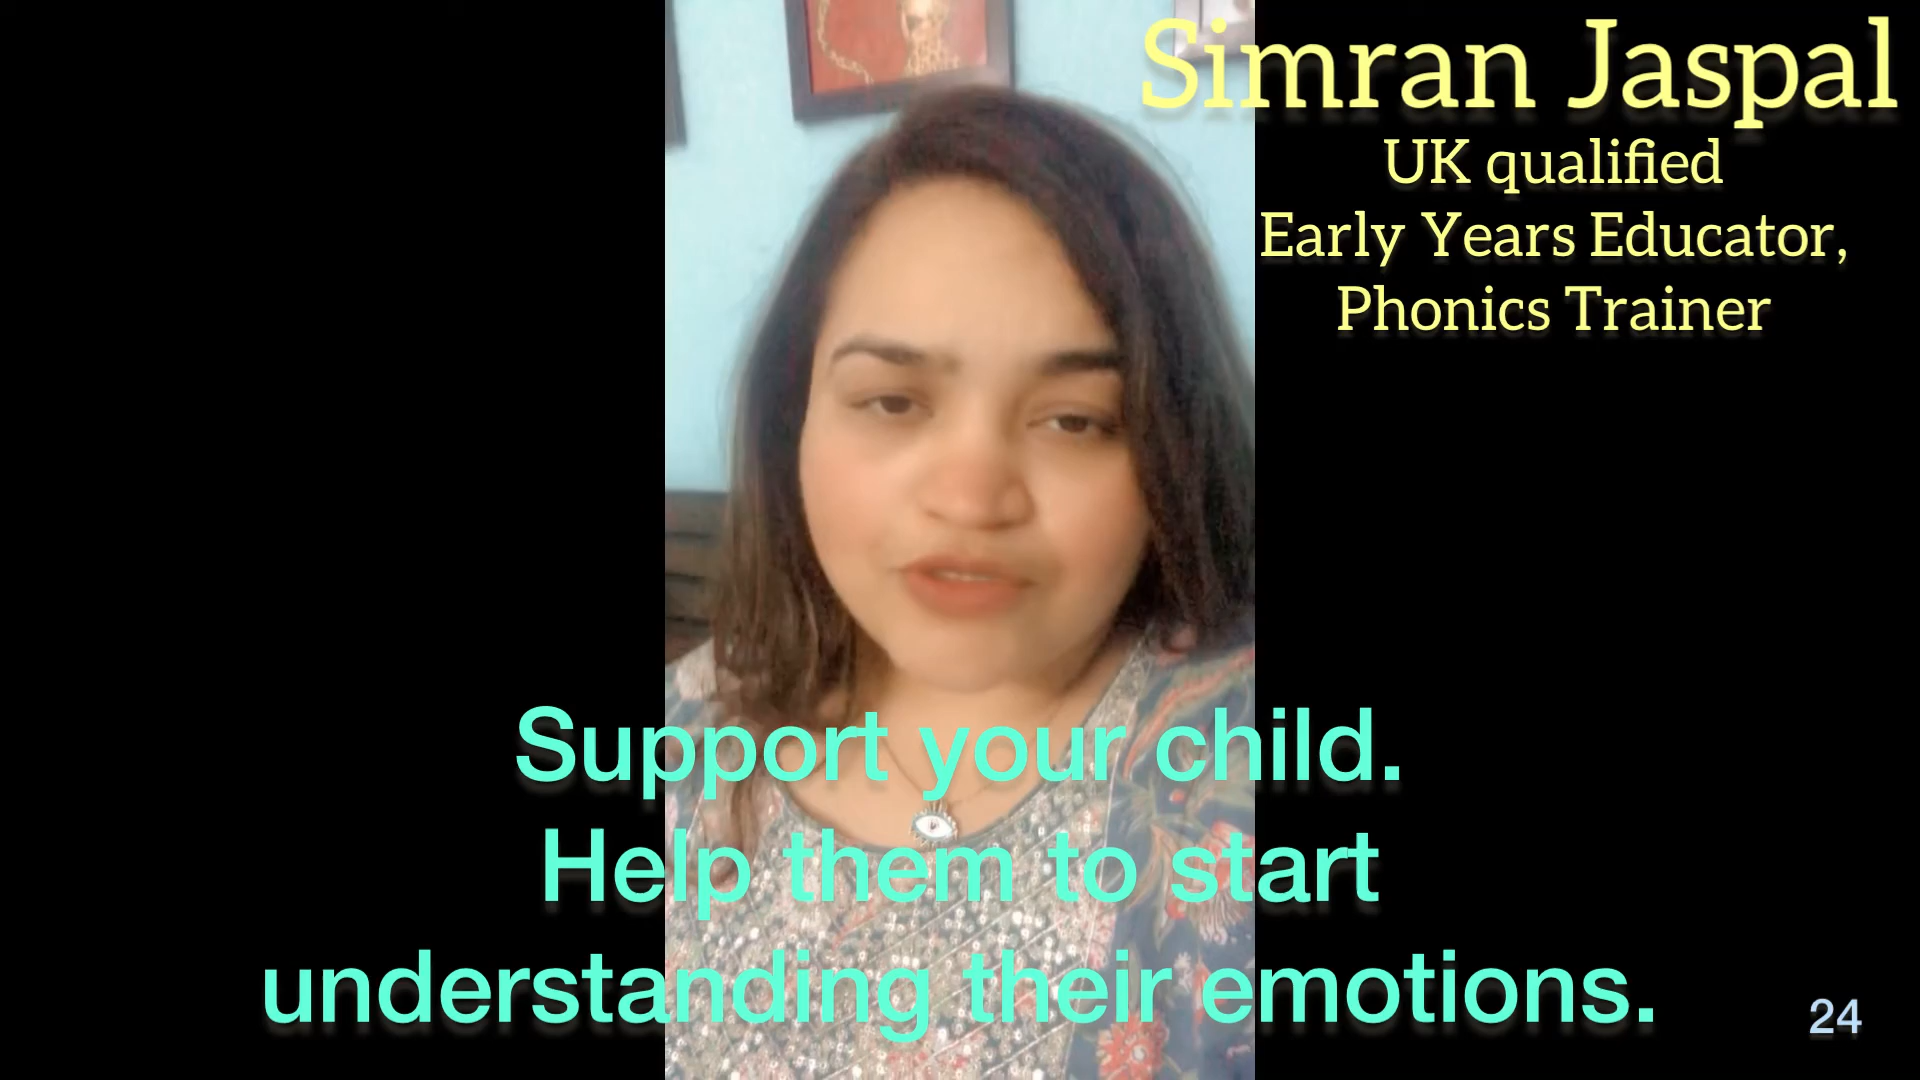 Simran Jaspal
UK qualified
Early Years Educator,
Phonics Trainer
Support your child.
Help them to start
understanding their emotions.
24